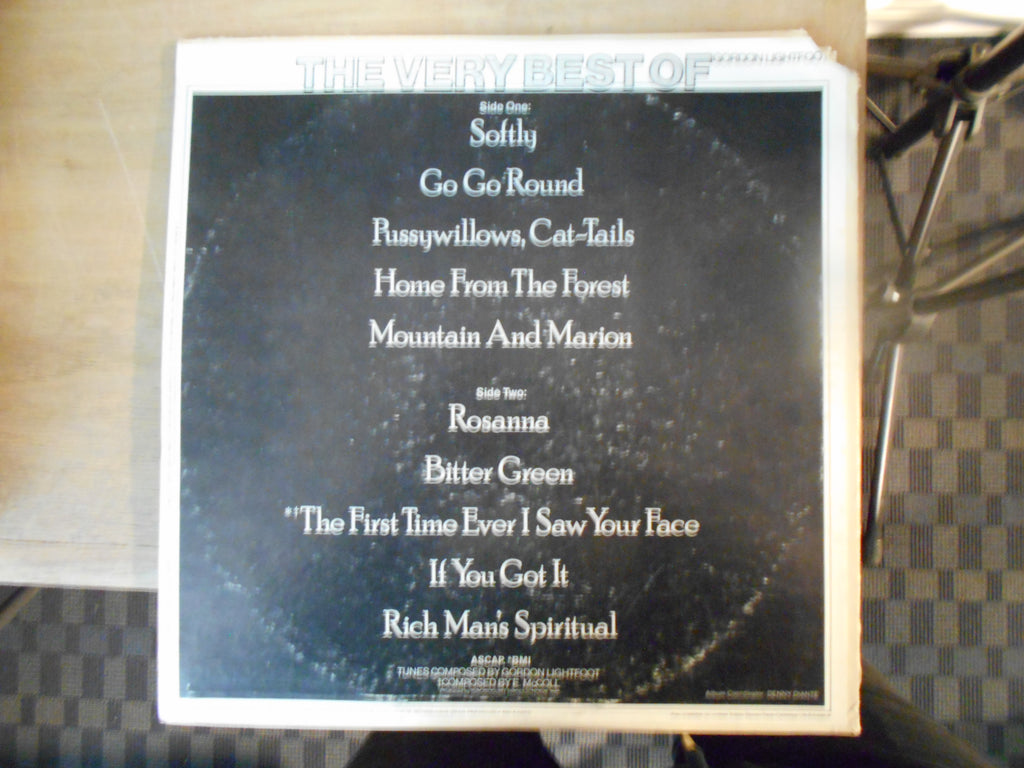 THE VERY BEST OF GORDON LIGHTFOOT
Side One:
Softly
Go Go Round
Pussywillows, Cat-Tails
Home From The Forest
Mountain And Marion
Side Two:
Rosanna
Bitter Green
*†The First Time Ever I Saw Your Face
If You Got It
Rich Man's Spiritual
ASCAP, *BMI
TUNES COMPOSED BY GORDON LIGHTFOOT
†COMPOSED BY E. McCOLL
Album Coordinator: DENNY DIANTE